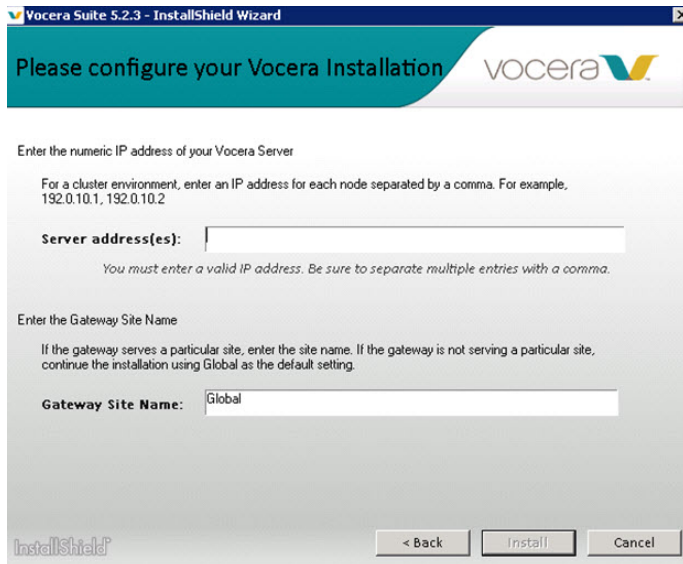 Vocera Suite 5.2.3 - InstallShield Wizard
Please configure your Vocera Installation
vocera
Enter the numeric IP address of your Vocera Server
For a cluster environment, enter an IP address for each node separated by a comma. For example,
192.0.10.1, 192.0.10.2
Server address(es):
You must enter a valid IP address. Be sure to separate multiple entries with a comma.
Enter the Gateway Site Name
If the gateway serves a particular site, enter the site name. If the gateway is not serving a particular site,
continue the installation using Global as the default setting.
Gateway Site Name: Global
InstallShield
< Back Install Cancel